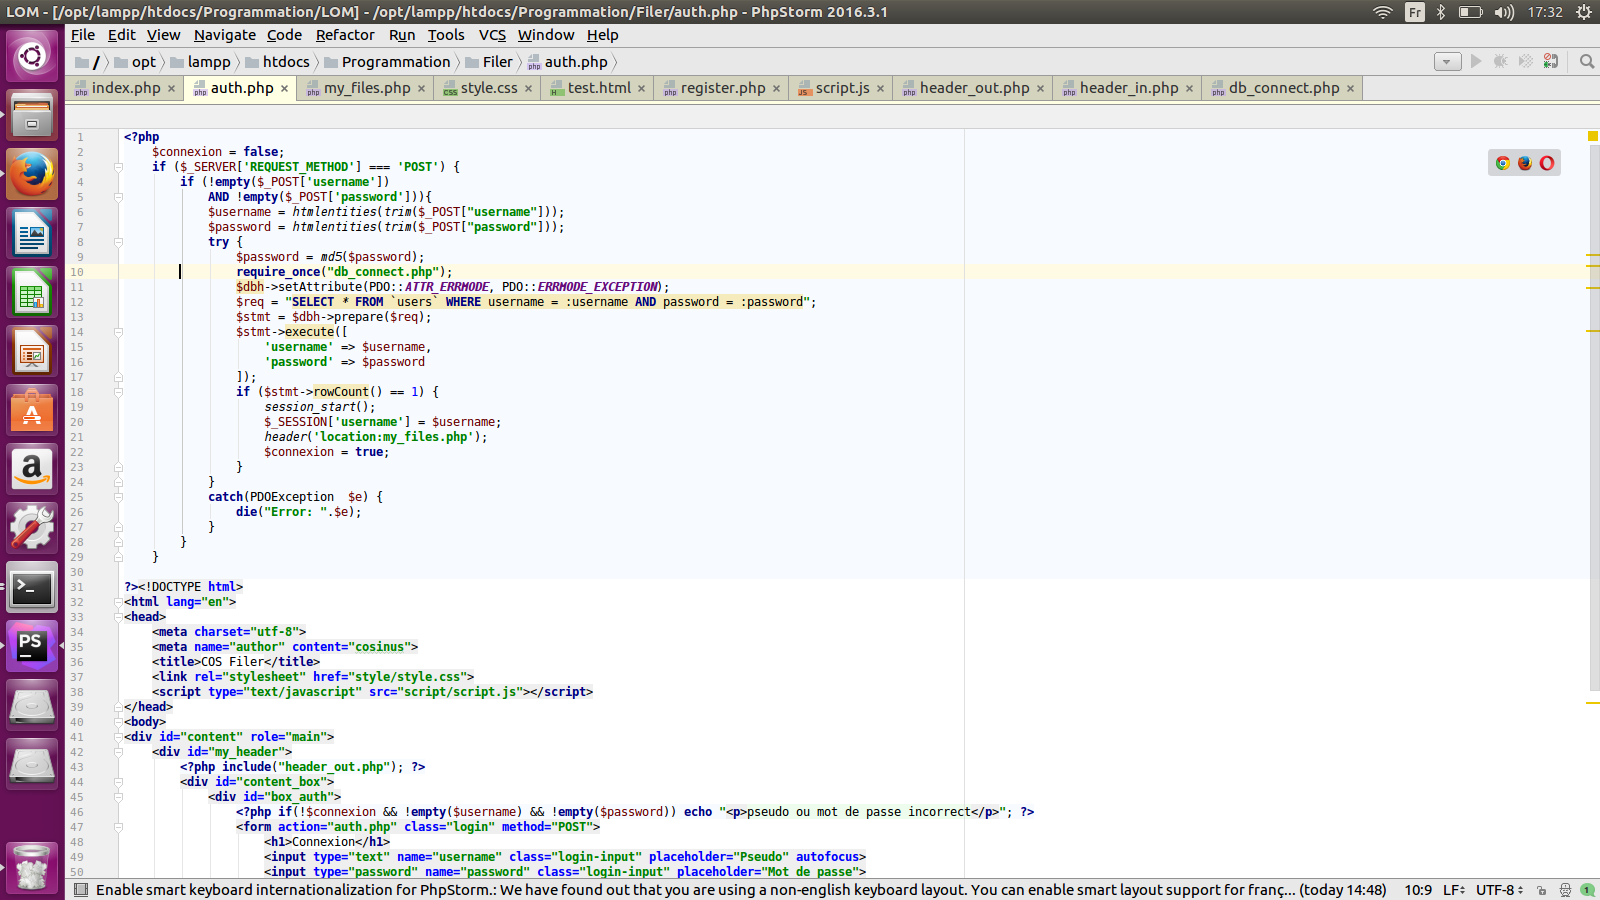 LOM - [/opt/lampp/htdocs/Programmation/LOM] - /opt/lampp/htdocs/Programmation/Filer/auth.php - PhpStorm 2016.3.1 Fr 17:32
File Edit View Navigate Code Refactor Run Tools VCS Window Help
/ opt lampp htdocs Programmation Filer auth.php
index.php × auth.php × my_files.php × style.css × test.html × register.php × script.js × header_out.php × header_in.php × db_connect.php ×
1 <?php
2 $connexion = false;
3 if ($_SERVER['REQUEST_METHOD'] === 'POST') {
4 if (!empty($_POST['username'])
5 AND !empty($_POST['password'])){
6 $username = htmlentities(trim($_POST["username"]));
7 $password = htmlentities(trim($_POST["password"]));
8 try {
9 $password = md5($password);
10 require_once("db_connect.php");
11 $dbh->setAttribute(PDO::ATTR_ERRMODE, PDO::ERRMODE_EXCEPTION);
12 $req = "SELECT * FROM `users` WHERE username = :username AND password = :password";
13 $stmt = $dbh->prepare($req);
14 $stmt->execute([
15 'username' => $username,
16 'password' => $password
17 ]);
18 if ($stmt->rowCount() == 1) {
19 session_start();
20 $_SESSION['username'] = $username;
21 header('location:my_files.php');
22 $connexion = true;
23 }
24 }
25 catch(PDOException  $e) {
26 die("Error: ".$e);
27 }
28 }
29 }
30
31 ?><!DOCTYPE html>
32 <html lang="en">
33 <head>
34 <meta charset="utf-8">
35 <meta name="author" content="cosinus">
36 <title>COS Filer</title>
37 <link rel="stylesheet" href="style/style.css">
38 <script type="text/javascript" src="script/script.js"></script>
39 </head>
40 <body>
41 <div id="content" role="main">
42 <div id="my_header">
43 <?php include("header_out.php"); ?>
44 <div id="content_box">
45 <div id="box_auth">
46 <?php if(!$connexion && !empty($username) && !empty($password)) echo "<p>pseudo ou mot de passe incorrect</p>"; ?>
47 <form action="auth.php" class="login" method="POST">
48 <h1>Connexion</h1>
49 <input type="text" name="username" class="login-input" placeholder="Pseudo" autofocus>
50 <input type="password" name="password" class="login-input" placeholder="Mot de passe">
Enable smart keyboard internationalization for PhpStorm.: We have found out that you are using a non-english keyboard layout. You can enable smart layout support for franç... (today 14:48) 10:9 LF UTF-8 1